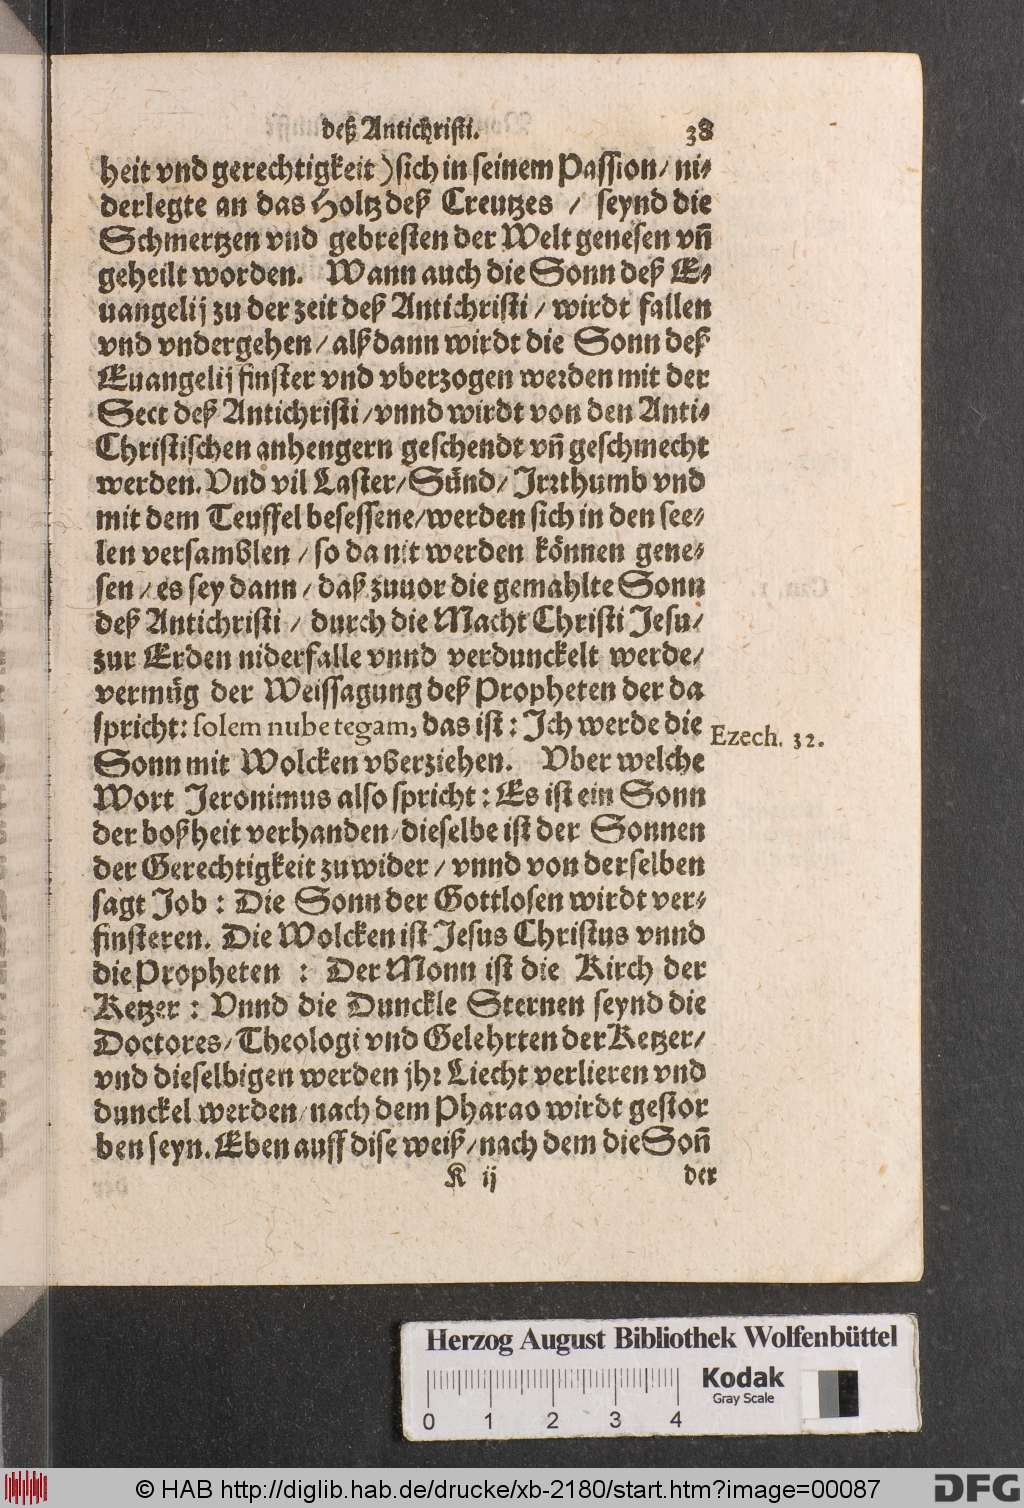 deß Antichristi. 38
heit vnd gerechtigkeit) sich in seinem Passion/ ni-
derlegte an das Holtz deß Creutzes / seynd die
Schmertzen vnd gebresten der Welt genesen vñ
geheilt worden. Wann auch die Sonn deß E-
uangelij zu der zeit deß Antichristi / wirdt fallen
vnd vndergehen / alß dann wirdt die Sonn deß
Euangelij finster vnd vberzogen werden mit der
Sect deß Antichristi / vnnd wirdt von den Anti-
Christischen anhengern geschendt vñ geschmecht
werden. Vnd vil Laster / Sünd / Irrthumb vnd
mit dem Teuffel besessene / werden sich in den see-
len versamblen / so da nit werden können gene-
sen / es sey dann / daß zuuor die gemahlte Sonn
deß Antichristi / durch die Macht Christi Jesu /
zur Erden niderfalle vnnd verdunckelt werde /
vermüg der Weissagung deß Propheten der da
spricht: solem nube tegam, das ist : Ich werde die
Ezech. 32.
Sonn mit Wolcken vberziehen. Vber welche
Wort Jeronimus also spricht : Es ist ein Sonn
der boßheit verhanden / dieselbe ist der Sonnen
der Gerechtigkeit zuwider / vnnd von derselben
sagt Job : Die Sonn der Gottlosen wirdt ver-
finsteren. Die Wolcken ist Jesus Christus vnnd
die Propheten : Der Monn ist die Kirch der
Ketzer : Vnnd die Dunckle Sternen seynd die
Doctores / Theologi vnd Gelehrten der Ketzer /
vnd dieselbigen werden jhr Liecht verlieren vnd
dunckel werden / nach dem Pharao wirdt gestor
ben seyn. Eben auff dise weiß / nach dem die Soñ
K ij der
Herzog August Bibliothek Wolfenbüttel
Kodak
Gray Scale
0 1 2 3 4
© HAB http://diglib.hab.de/drucke/xb-2180/start.htm?image=00087
DFG